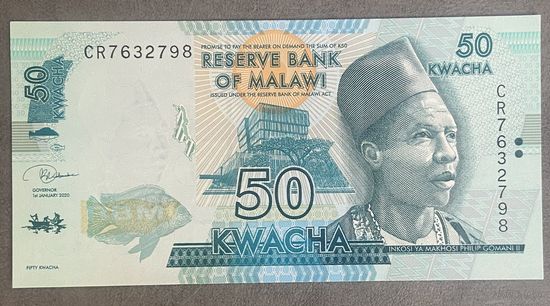 CR7632798
PROMISE TO PAY THE BEARER ON DEMAND THE SUM OF K50
RESERVE BANK
OF MALAWI
ISSUED UNDER THE RESERVE BANK OF MALAWI ACT
50
KWACHA
50
KWACHA
CR7632798
GOVERNOR
1st JANUARY 2020
50
KWACHA
INKOSI YA MAKHOSI PHILIP GOMANI II
FIFTY KWACHA